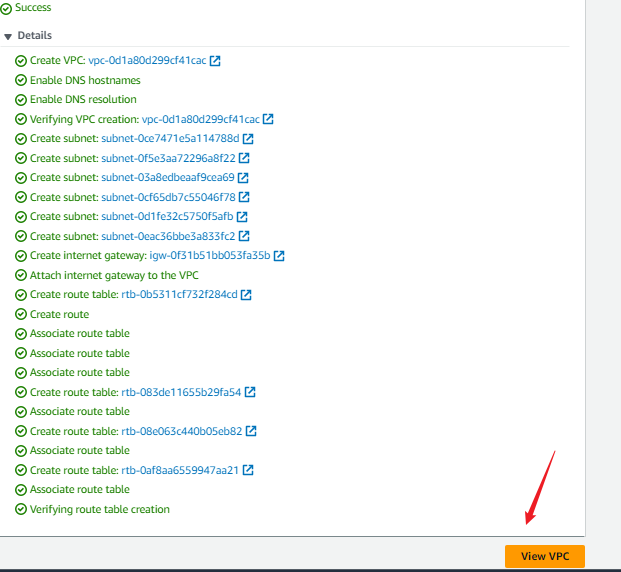 Success
Details
Create VPC: vpc-0d1a80d299cf41cac
Enable DNS hostnames
Enable DNS resolution
Verifying VPC creation: vpc-0d1a80d299cf41cac
Create subnet: subnet-0ce7471e5a114788d
Create subnet: subnet-0f5e3aa72296a8f22
Create subnet: subnet-03a8edbeaaf9cea69
Create subnet: subnet-0cf65db7c55046f78
Create subnet: subnet-0d1fe32c5750f5afb
Create subnet: subnet-0eac36bbe3a833fc2
Create internet gateway: igw-0f31b51bb053fa35b
Attach internet gateway to the VPC
Create route table: rtb-0b5311cf732f284cd
Create route
Associate route table
Associate route table
Associate route table
Create route table: rtb-083de11655b29fa54
Associate route table
Create route table: rtb-08e063c440b05eb82
Associate route table
Create route table: rtb-0af8aa6559947aa21
Associate route table
Verifying route table creation
View VPC